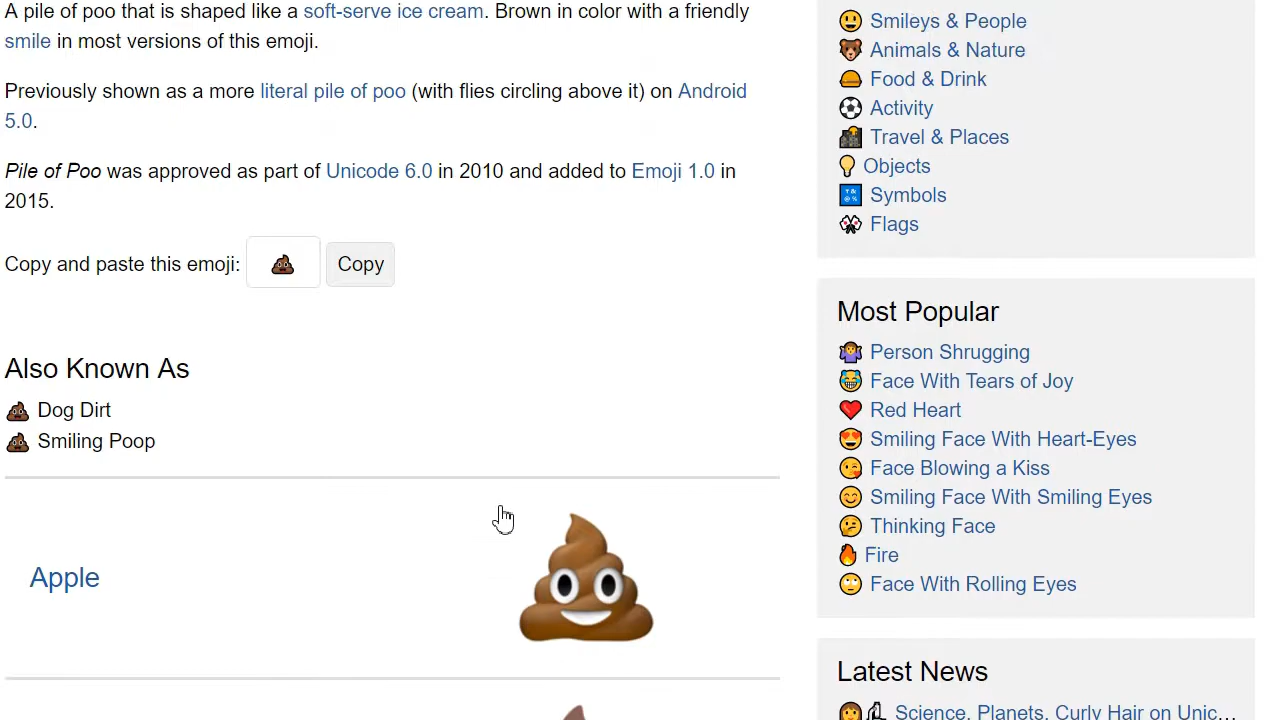 A pile of poo that is shaped like a soft-serve ice cream. Brown in color with a friendly
smile in most versions of this emoji.
Previously shown as a more literal pile of poo (with flies circling above it) on Android
5.0.
Pile of Poo was approved as part of Unicode 6.0 in 2010 and added to Emoji 1.0 in
2015.
Copy and paste this emoji: 💩 Copy
Also Known As
💩 Dog Dirt
💩 Smiling Poop
Apple
Smileys & People
Animals & Nature
Food & Drink
Activity
Travel & Places
Objects
Symbols
Flags
Most Popular
Person Shrugging
Face With Tears of Joy
Red Heart
Smiling Face With Heart-Eyes
Face Blowing a Kiss
Smiling Face With Smiling Eyes
Thinking Face
Fire
Face With Rolling Eyes
Latest News
Science, Planets, Curly Hair on Unic…